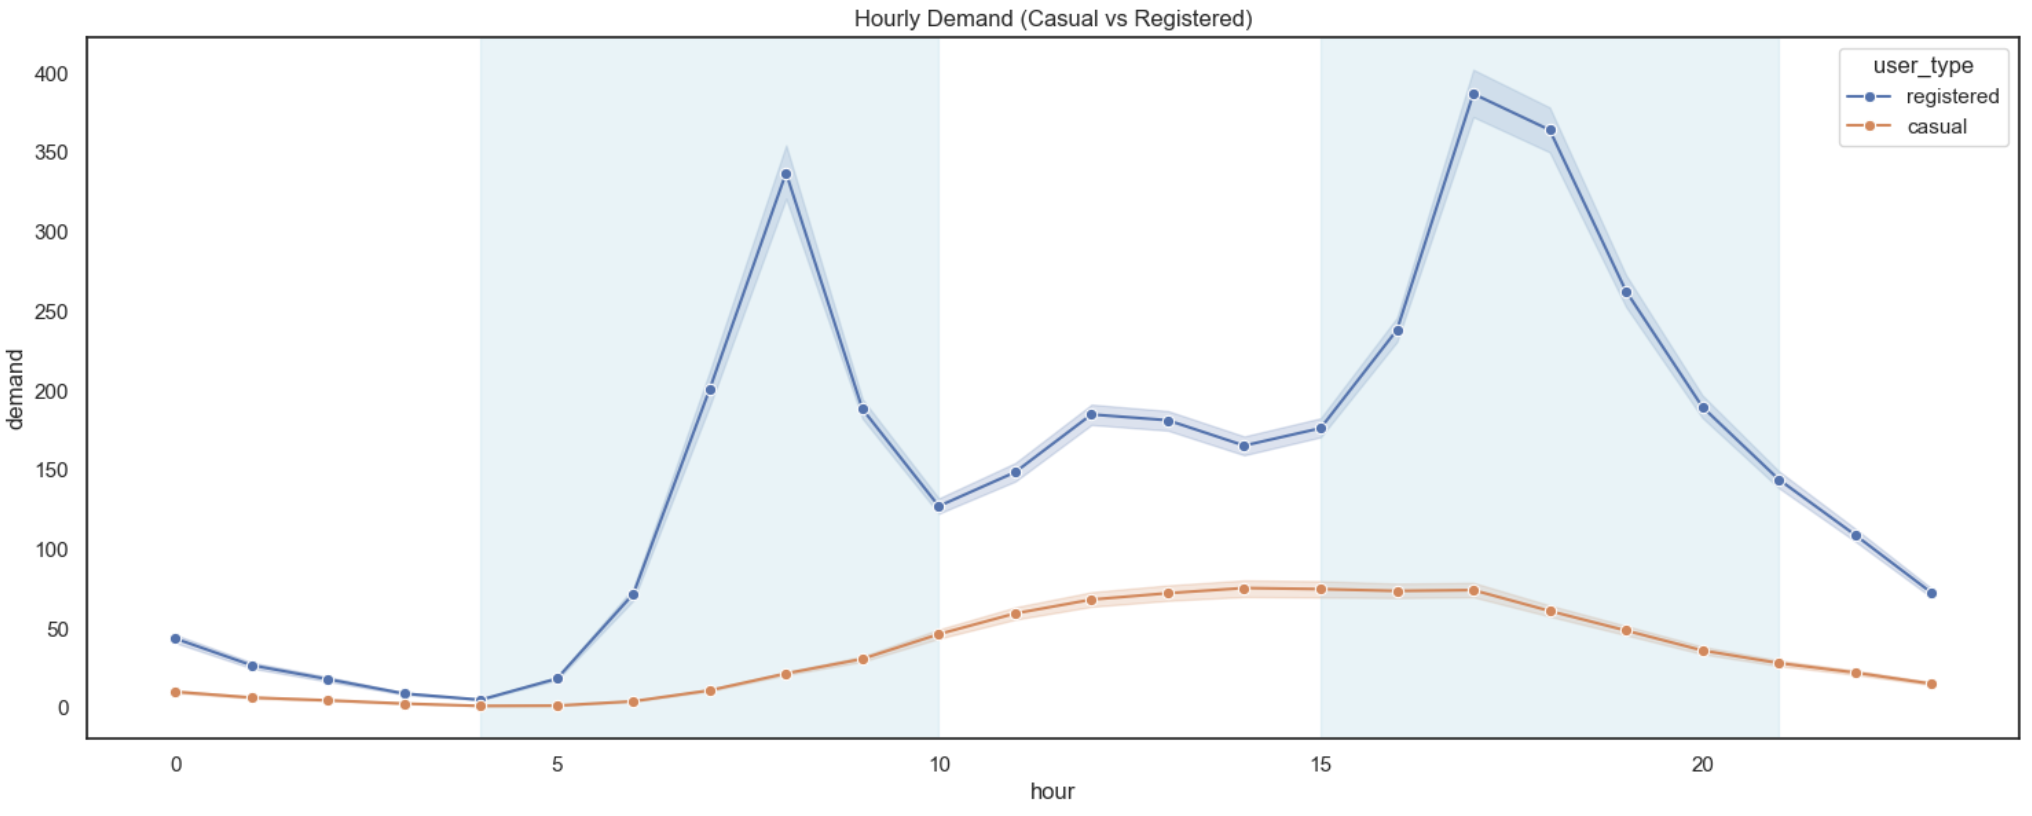 Hourly Demand (Casual vs Registered)
user_type
registered
casual
demand
400
350
300
250
200
150
100
50
0
0 5 10 15 20
hour